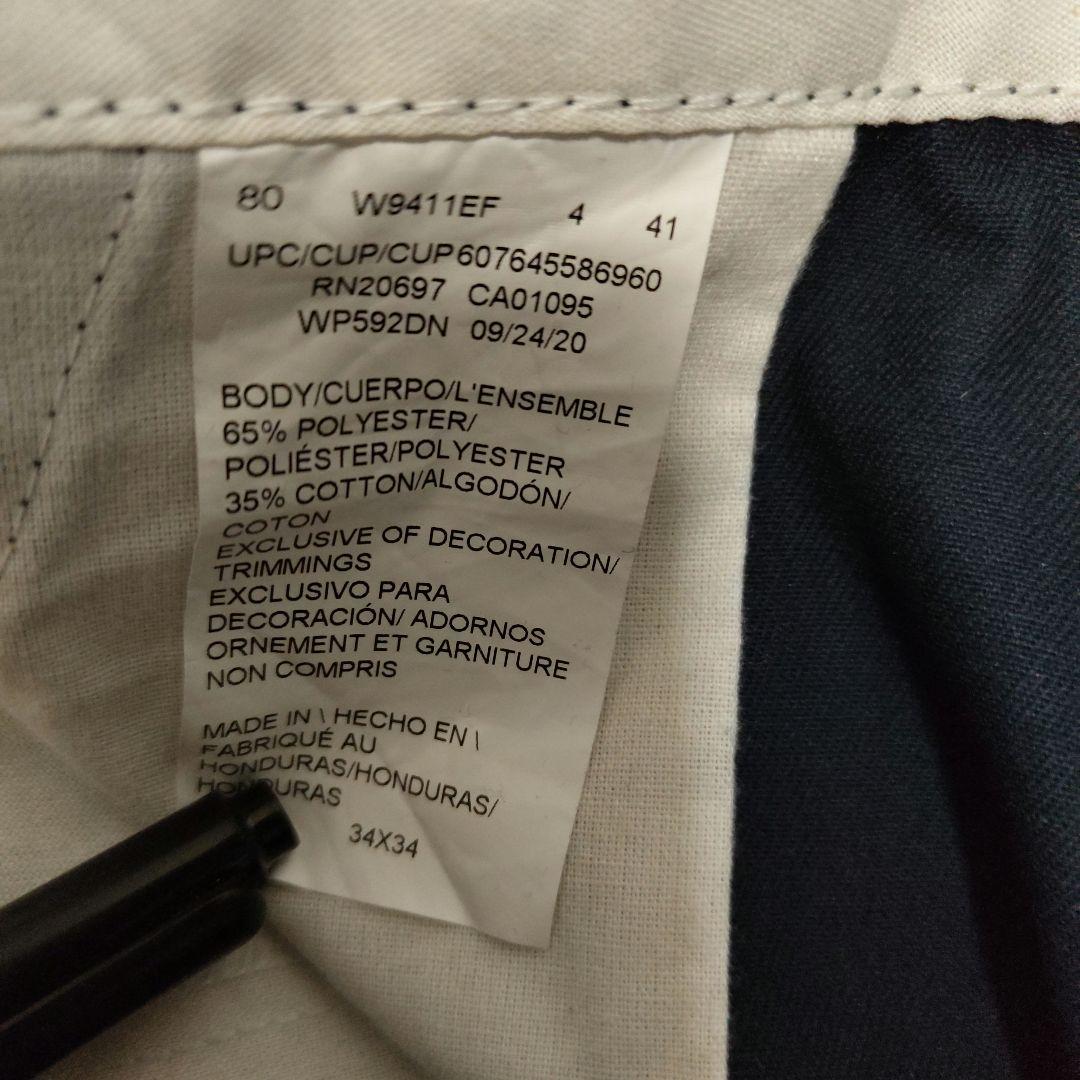 80 W9411EF 4 41
UPC/CUP/CUP607645586960
RN20697 CA01095
WP592DN 09/24/20
BODY/CUERPO/L'ENSEMBLE
65% POLYESTER/
POLIÉSTER/POLYESTER
35% COTTON/ALGODÓN/
COTON
EXCLUSIVE OF DECORATION/
TRIMMINGS
EXCLUSIVO PARA
DECORACIÓN/ ADORNOS
ORNEMENT ET GARNITURE
NON COMPRIS
MADE IN \ HECHO EN \
FABRIQUÉ AU
HONDURAS/HONDURAS/
HONDURAS
34X34